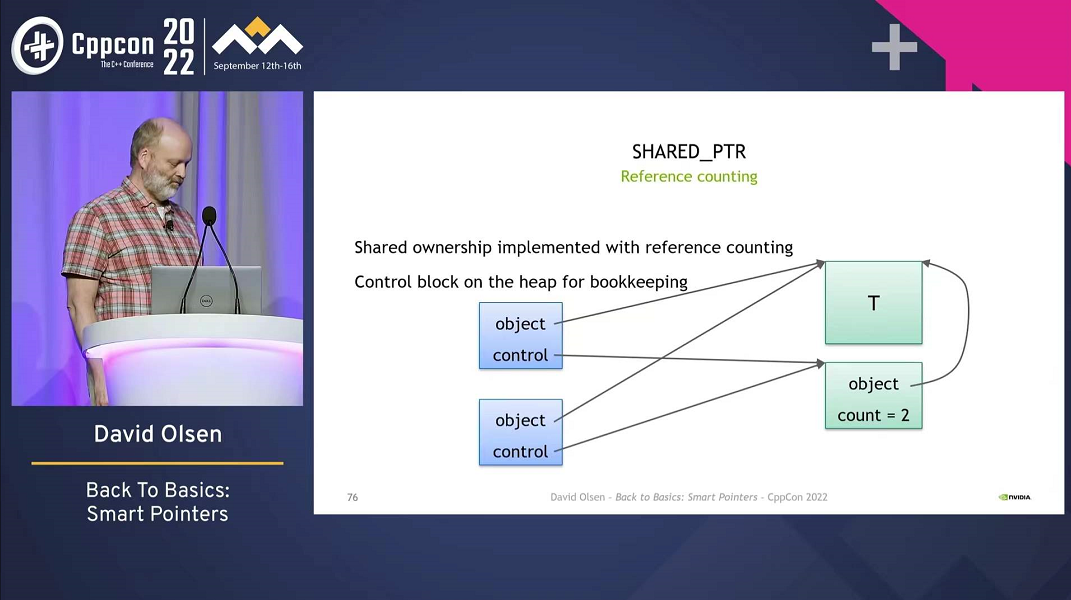 Cppcon
The C++ Conference
20
22
September 12th-16th
David Olsen
Back To Basics:
Smart Pointers
SHARED_PTR
Reference counting
Shared ownership implemented with reference counting
Control block on the heap for bookkeeping
object
control
object
control
T
object
count = 2
76
David Olsen - Back to Basics: Smart Pointers - CppCon 2022
NVIDIA